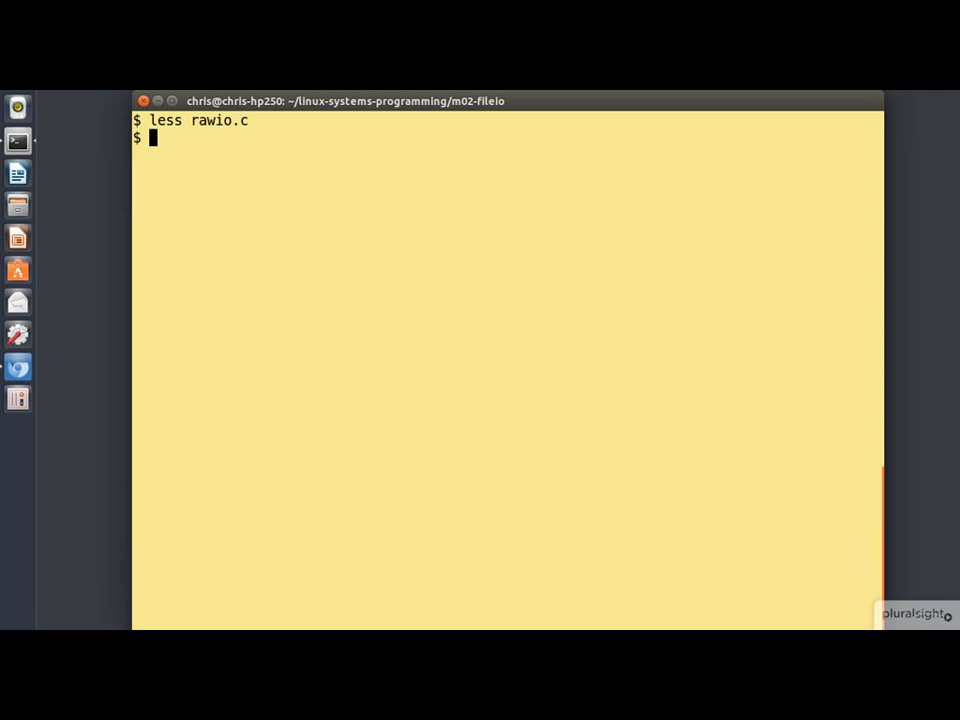 chris@chris-hp250: ~/linux-systems-programming/m02-fileio
$ less rawio.c
$
pluralsight